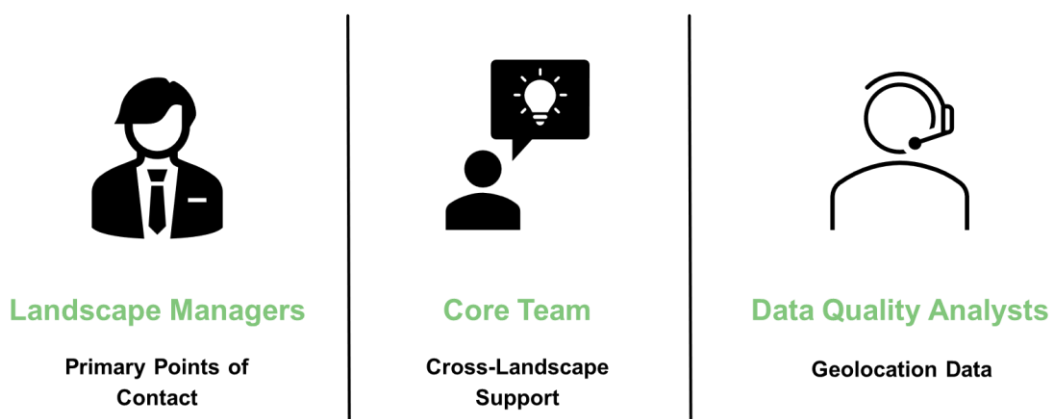 Landscape Managers
Primary Points of
Contact
Core Team
Cross-Landscape
Support
Data Quality Analysts
Geolocation Data